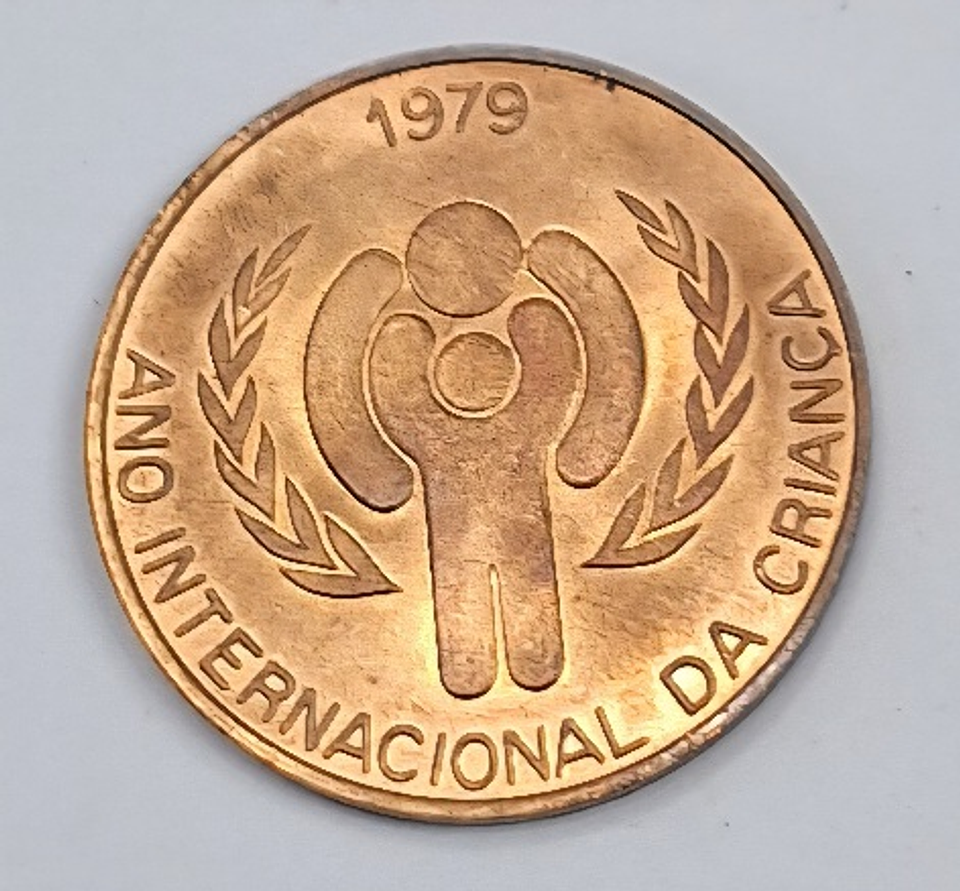 1979
ANO INTERNACIONAL DA CRIANÇA